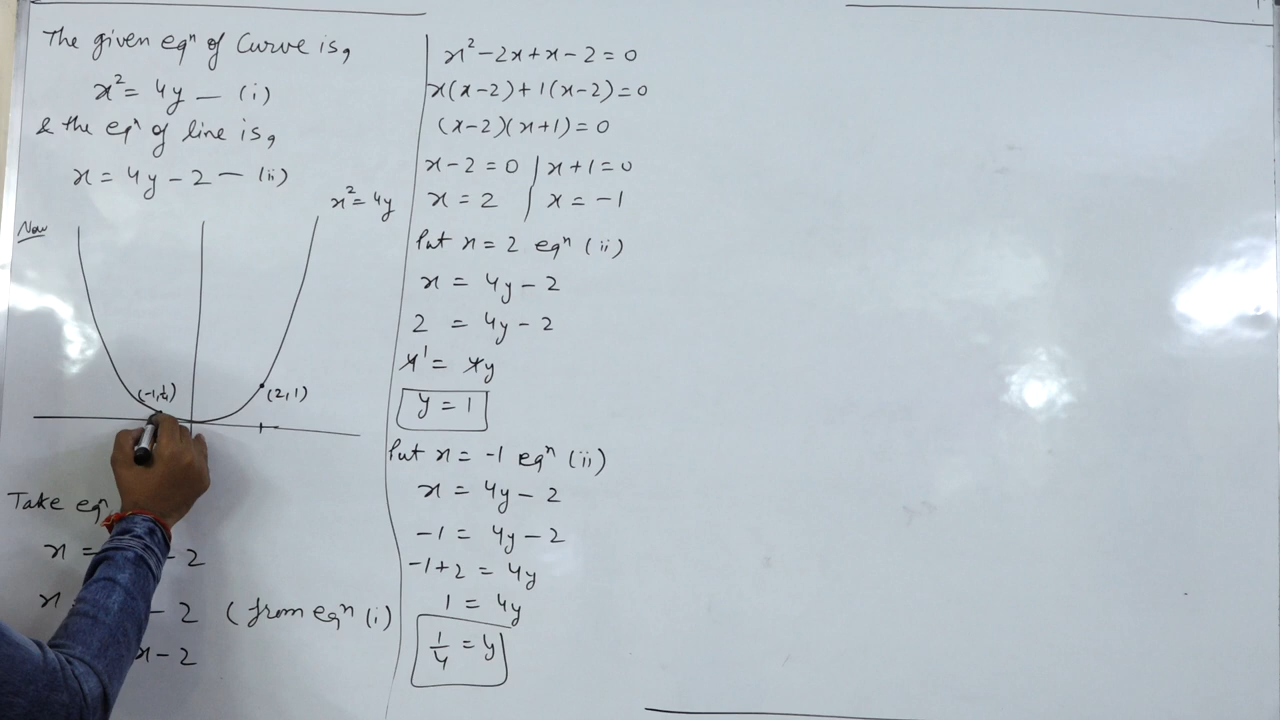 The given eqⁿ of Curve is,
x² = 4y — (i)
& the eqⁿ of line is,
x = 4y - 2 — (ii)
Now
x² = 4y
(-1,¼)
(2,1)
Take eqⁿ
x = - 2
x - 2 (from eqⁿ (i)
x - 2
x² - 2x + x - 2 = 0
x(x-2) + 1(x-2) = 0
(x-2)(x+1) = 0
x - 2 = 0 | x + 1 = 0
x = 2 | x = -1
Put x = 2 eqⁿ (ii)
x = 4y - 2
2 = 4y - 2
4¹ = 4y
y = 1
Put x = -1 eqⁿ (ii)
x = 4y - 2
-1 = 4y - 2
-1+2 = 4y
1 = 4y
1/4 = y